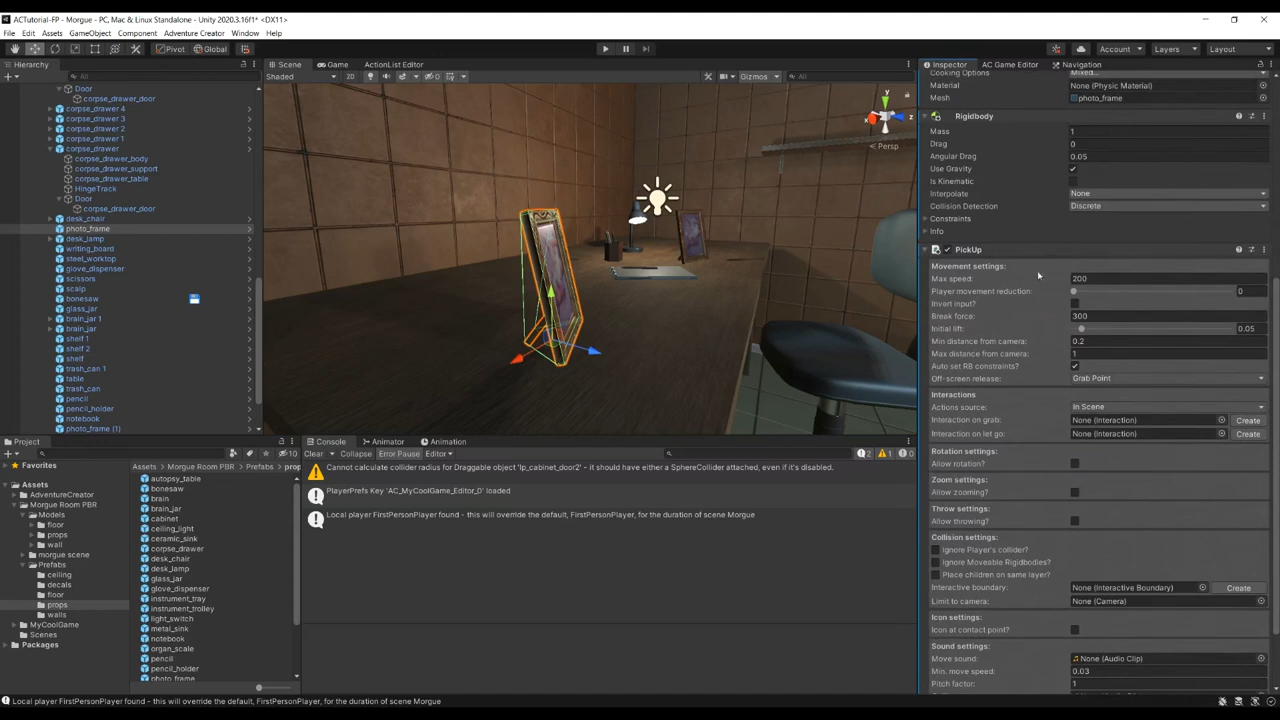 ACTutorial-FP - Morgue - PC, Mac & Linux Standalone - Unity 2020.3.16f1* <DX11>
File Edit Assets GameObject Component Adventure Creator Window Help
Pivot Global Account Layers Layout
Hierarchy Scene Game ActionList Editor Inspector AC Game Editor Navigation
All Shaded 2D Gizmos All
Cooking Options Mixed...
Material None (Physic Material)
Mesh photo_frame
Door
corpse_drawer_door
corpse_drawer 4
corpse_drawer 3
corpse_drawer 2
corpse_drawer 1
corpse_drawer
corpse_drawer_body
corpse_drawer_support
corpse_drawer_table
HingeTrack
Door
corpse_drawer_door
desk_chair
photo_frame
desk_lamp
writing_board
steel_worktop
glove_dispenser
scissors
scalp
bonesaw
glass_jar
brain_jar 1
brain_jar
shelf 1
shelf 2
shelf
trash_can 1
table
trash_can
pencil
pencil_holder
notebook
photo_frame (1)
y
x
z
Persp
Rigidbody
Mass 1
Drag 0
Angular Drag 0.05
Use Gravity
Is Kinematic
Interpolate None
Collision Detection Discrete
Constraints
Info
PickUp
Movement settings:
Max speed: 200
Player movement reduction: 0
Invert input?
Break force: 300
Initial lift: 0.05
Min distance from camera: 0.2
Max distance from camera: 1
Auto set RB constraints?
Off-screen release: Grab Point
Interactions
Actions source: In Scene
Interaction on grab: None (Interaction) Create
Interaction on let go: None (Interaction) Create
Rotation settings:
Allow rotation?
Zoom settings:
Allow zooming?
Throw settings:
Allow throwing?
Collision settings:
Ignore Player's collider?
Ignore Moveable Rigidbodies?
Place children on same layer?
Interactive boundary: None (Interactive Boundary) Create
Limit to camera: None (Camera)
Icon settings:
Icon at contact point?
Sound settings:
Move sound: None (Audio Clip)
Min. move speed: 0.03
Pitch factor: 1
Project
10
Favorites
Assets
AdventureCreator
Morgue Room PBR
Models
floor
props
wall
morgue scene
Prefabs
ceiling
decals
floor
props
walls
MyCoolGame
Scenes
Packages
Assets > Morgue Room PBR > Prefabs > prop
autopsy_table
bonesaw
brain
brain_jar
cabinet
ceiling_light
ceramic_sink
corpse_drawer
desk_chair
desk_lamp
glass_jar
glove_dispenser
instrument_tray
instrument_trolley
light_switch
metal_sink
notebook
organ_scale
pencil
pencil_holder
photo_frame
Console Animator Animation
Clear Collapse Error Pause Editor 2 1 0
Cannot calculate collider radius for Draggable object 'lp_cabinet_door2' - it should have either a SphereCollider attached, even if it's disabled.
PlayerPrefs Key 'AC_MyCoolGame_Editor_0' loaded
Local player FirstPersonPlayer found - this will override the default, FirstPersonPlayer, for the duration of scene Morgue
Local player FirstPersonPlayer found - this will override the default, FirstPersonPlayer, for the duration of scene Morgue